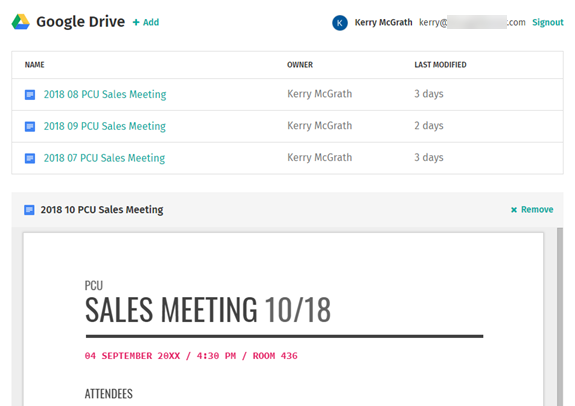 Google Drive + Add K Kerry McGrath kerry@ .com Signout
NAME OWNER LAST MODIFIED
2018 08 PCU Sales Meeting Kerry McGrath 3 days
2018 09 PCU Sales Meeting Kerry McGrath 2 days
2018 07 PCU Sales Meeting Kerry McGrath 3 days
2018 10 PCU Sales Meeting × Remove
PCU
SALES MEETING 10/18
04 SEPTEMBER 20XX / 4:30 PM / ROOM 436
ATTENDEES